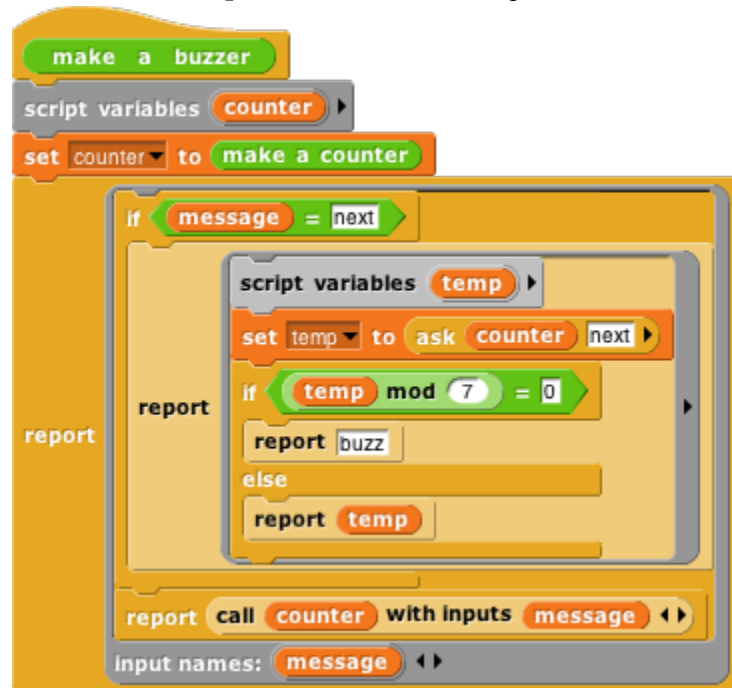 make a buzzer
script variables counter
set counter to make a counter
if message = next
script variables temp
set temp to ask counter next
if temp mod 7 = 0
report
report buzz
report
else
report temp
report call counter with inputs message
input names: message